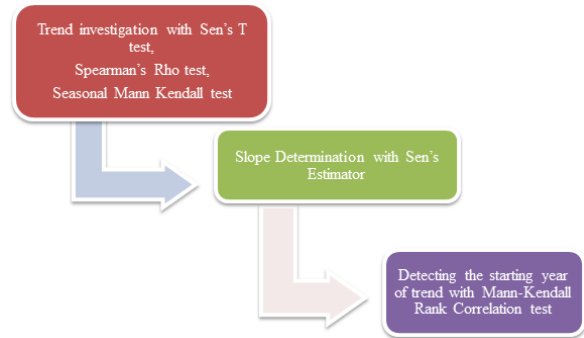 Trend investigation with Sen's T
test,
Spearman's Rho test,
Seasonal Mann Kendall test
Slope Determination with Sen's
Estimator
Detecting the starting year
of trend with Mann-Kendall
Rank Correlation test